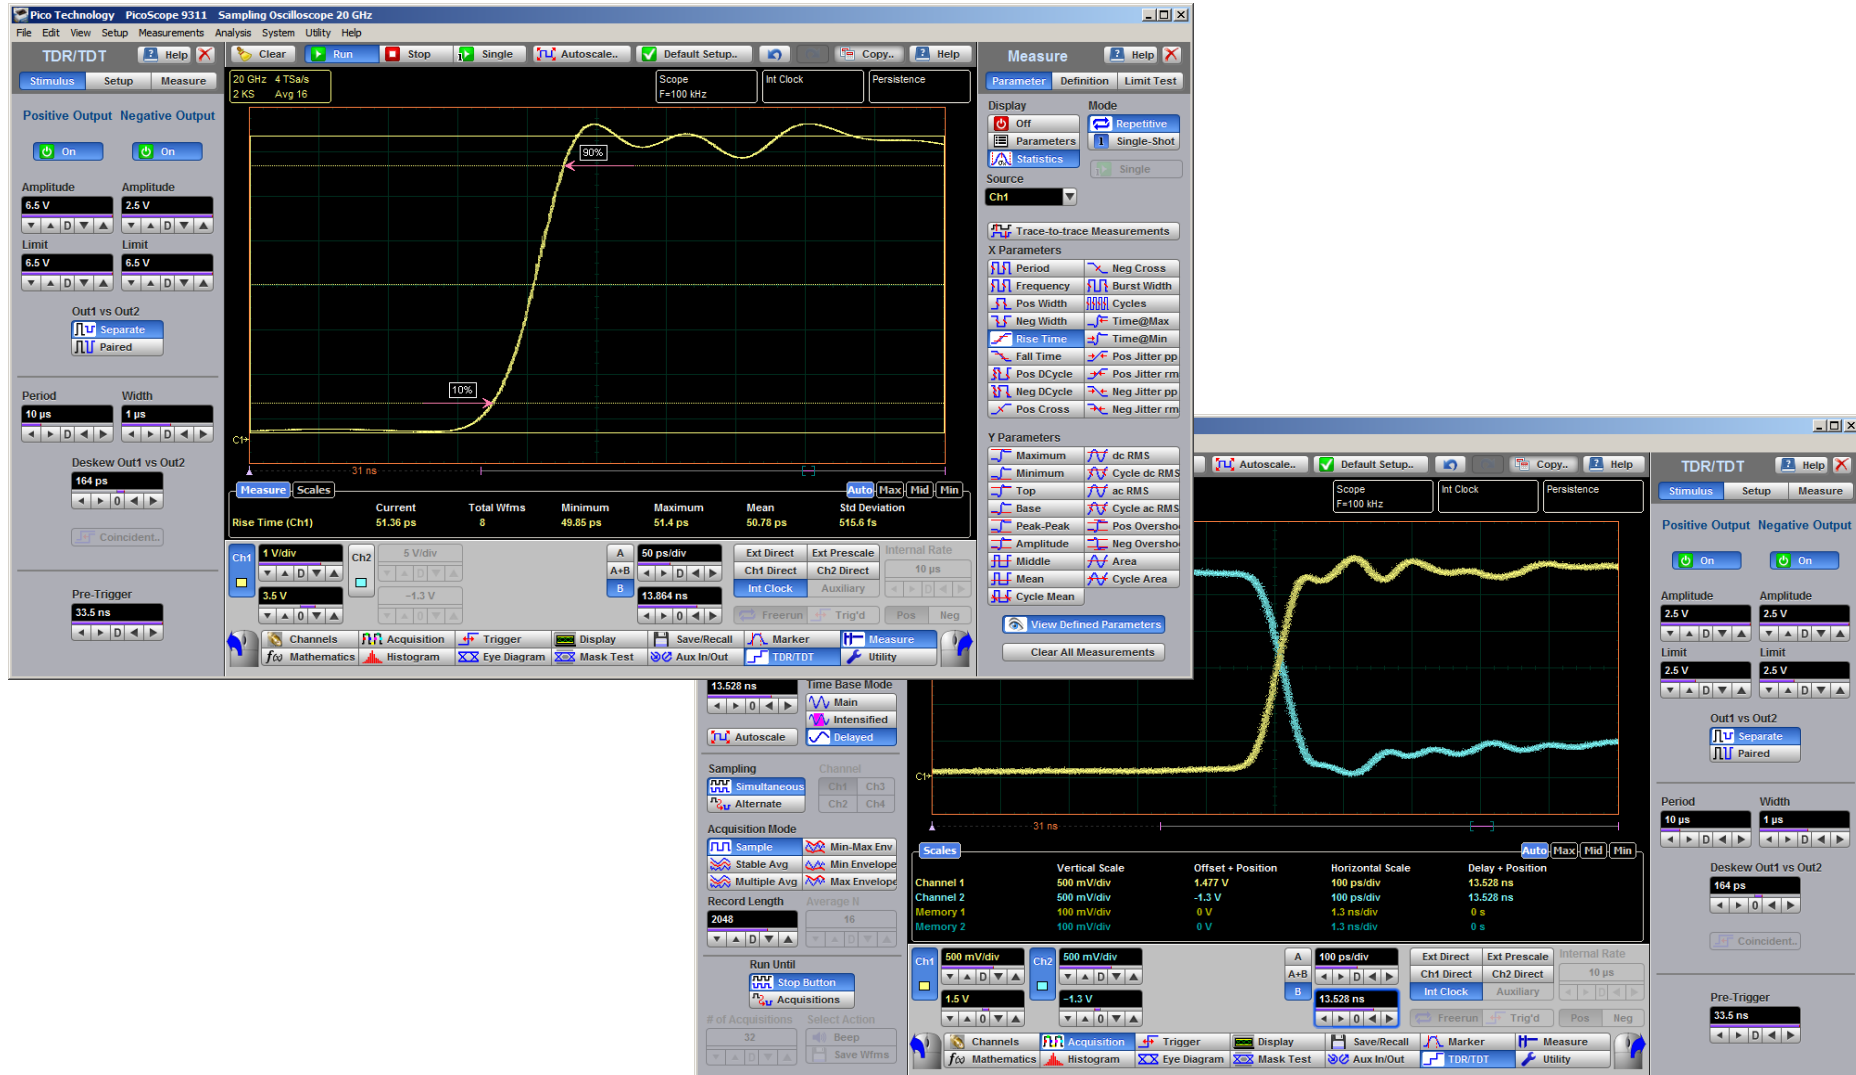 Pico Technology PicoScope 9311 Sampling Oscilloscope 20 GHz
File Edit View Setup Measurements Analysis System Utility Help
TDR/TDT Help
Stimulus Setup Measure
Positive Output Negative Output
On On
Amplitude Amplitude
6.5 V 2.5 V
D D
Limit Limit
6.5 V 6.5 V
D D
Out1 vs Out2
Separate
Paired
Period Width
10 µs 1 µs
D D
Deskew Out1 vs Out2
164 ps
0
Coincident..
Pre-Trigger
33.5 ns
D
Clear Run Stop Single Autoscale.. Default Setup.. Copy.. Help
20 GHz 4 TSa/s
2 KS Avg 16
Scope
F=100 kHz
Int Clock
Persistence
90%
10%
C1
31 ns
Measure Scales Auto Max Mid Min
Current Total Wfms Minimum Maximum Mean Std Deviation
Rise Time (Ch1) 51.36 ps 8 49.85 ps 51.4 ps 50.78 ps 515.6 fs
Ch1 1 V/div Ch2 5 V/div A 50 ps/div Ext Direct Ext Prescale Internal Rate
D D A+B D Ch1 Direct Ch2 Direct 10 µs
3.5 V -1.3 V B 13.864 ns Int Clock Auxiliary D
0 0 0 Freerun Trig'd Pos Neg
Channels Acquisition Trigger Display Save/Recall Marker Measure
f(x) Mathematics Histogram Eye Diagram Mask Test Aux In/Out TDR/TDT Utility
Measure Help
Parameter Definition Limit Test
Display Mode
Off Repetitive
Parameters Single-Shot
Statistics Single
Source
Ch1
Trace-to-trace Measurements
X Parameters
Period Neg Cross
Frequency Burst Width
Pos Width Cycles
Neg Width Time@Max
Rise Time Time@Min
Fall Time Pos Jitter pp
Pos DCycle Pos Jitter rm
Neg DCycle Neg Jitter pp
Pos Cross Neg Jitter rm
Y Parameters
Maximum dc RMS
Minimum Cycle dc RMS
Top ac RMS
Base Cycle ac RMS
Peak-Peak Pos Oversho
Amplitude Neg Oversho
Middle Area
Mean Cycle Area
Cycle Mean
View Defined Parameters
Clear All Measurements
Autoscale.. Default Setup.. Copy.. Help
Scope
F=100 kHz
Int Clock
Persistence
13.528 ns Time Base Mode
0 Main
Intensified
Autoscale Delayed
Sampling Channel
Simultaneous Ch1 Ch3
Alternate Ch2 Ch4
Acquisition Mode
Sample Min-Max Env
Stable Avg Min Envelope
Multiple Avg Max Envelope
Record Length Average N
2048 16
D D
Run Until
Stop Button
Acquisitions
# of Acquisitions Select Action
32 Beep
D Save Wfms
C1
31 ns
Scales Auto Max Mid Min
Vertical Scale Offset + Position Horizontal Scale Delay + Position
Channel 1 500 mV/div 1.477 V 100 ps/div 13.528 ns
Channel 2 500 mV/div -1.3 V 100 ps/div 13.528 ns
Memory 1 100 mV/div 0 V 1.3 ns/div 0 s
Memory 2 100 mV/div 0 V 1.3 ns/div 0 s
Ch1 500 mV/div Ch2 500 mV/div A 100 ps/div Ext Direct Ext Prescale Internal Rate
D D A+B D Ch1 Direct Ch2 Direct 10 µs
1.5 V -1.3 V B 13.528 ns Int Clock Auxiliary D
0 0 0 Freerun Trig'd Pos Neg
Channels Acquisition Trigger Display Save/Recall Marker Measure
f(x) Mathematics Histogram Eye Diagram Mask Test Aux In/Out TDR/TDT Utility
TDR/TDT Help
Stimulus Setup Measure
Positive Output Negative Output
On On
Amplitude Amplitude
2.5 V 2.5 V
D D
Limit Limit
2.5 V 2.5 V
D D
Out1 vs Out2
Separate
Paired
Period Width
10 µs 1 µs
D D
Deskew Out1 vs Out2
164 ps
0
Coincident..
Pre-Trigger
33.5 ns
D